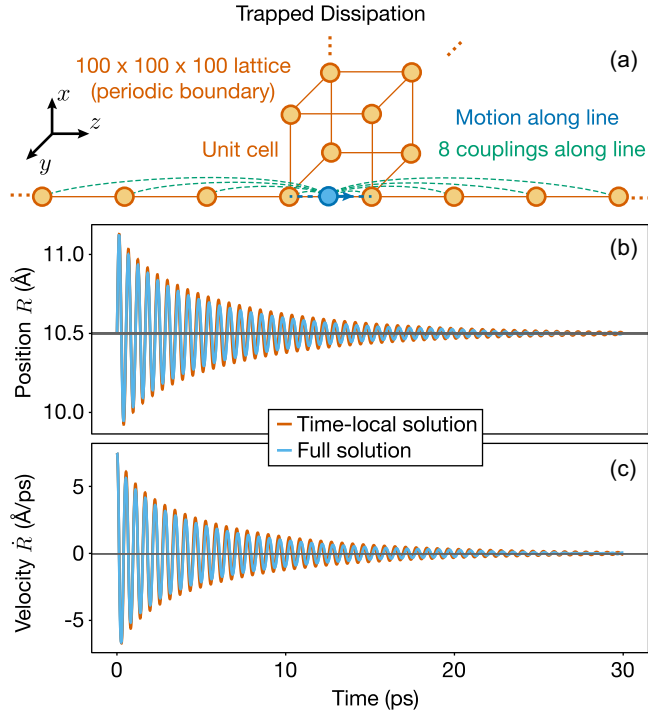 Trapped Dissipation
(a)
100 x 100 x 100 lattice
(periodic boundary)
x
z
y
Unit cell
Motion along line
8 couplings along line
(b)
11.0
10.5
10.0
Position R (Å)
Time-local solution
Full solution
(c)
5
0
-5
Velocity Ṙ (Å/ps)
0
10
20
30
Time (ps)